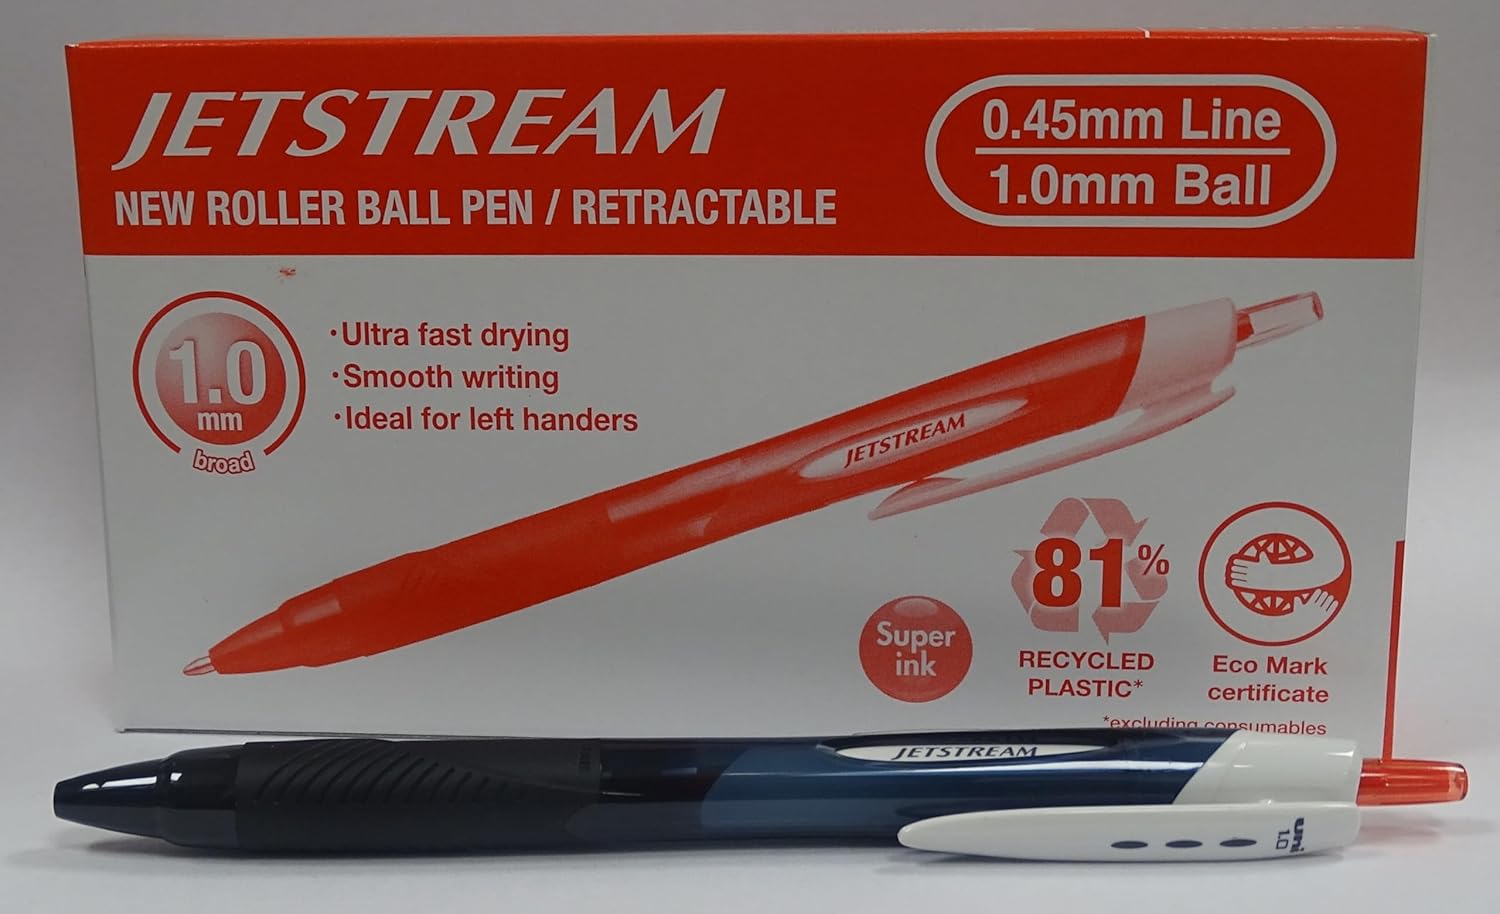 JETSTREAM
NEW ROLLER BALL PEN / RETRACTABLE
0.45mm Line
1.0mm Ball
1.0
mm
broad
·Ultra fast drying
·Smooth writing
·Ideal for left handers
JETSTREAM
Super
ink
81%
RECYCLED
PLASTIC*
Eco Mark
certificate
*excluding consumables
JETSTREAM
uni
1.0